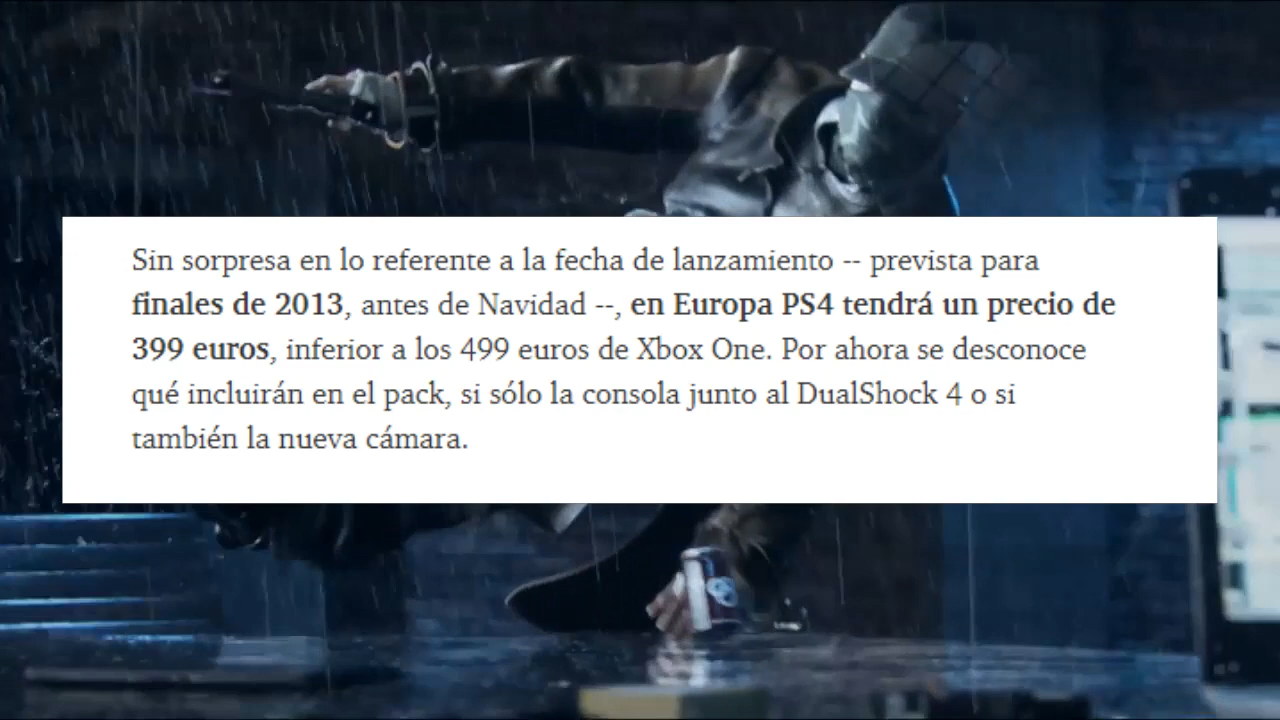 Sin sorpresa en lo referente a la fecha de lanzamiento -- prevista para
finales de 2013, antes de Navidad --, en Europa PS4 tendrá un precio de
399 euros, inferior a los 499 euros de Xbox One. Por ahora se desconoce
qué incluirán en el pack, si sólo la consola junto al DualShock 4 o si
también la nueva cámara.